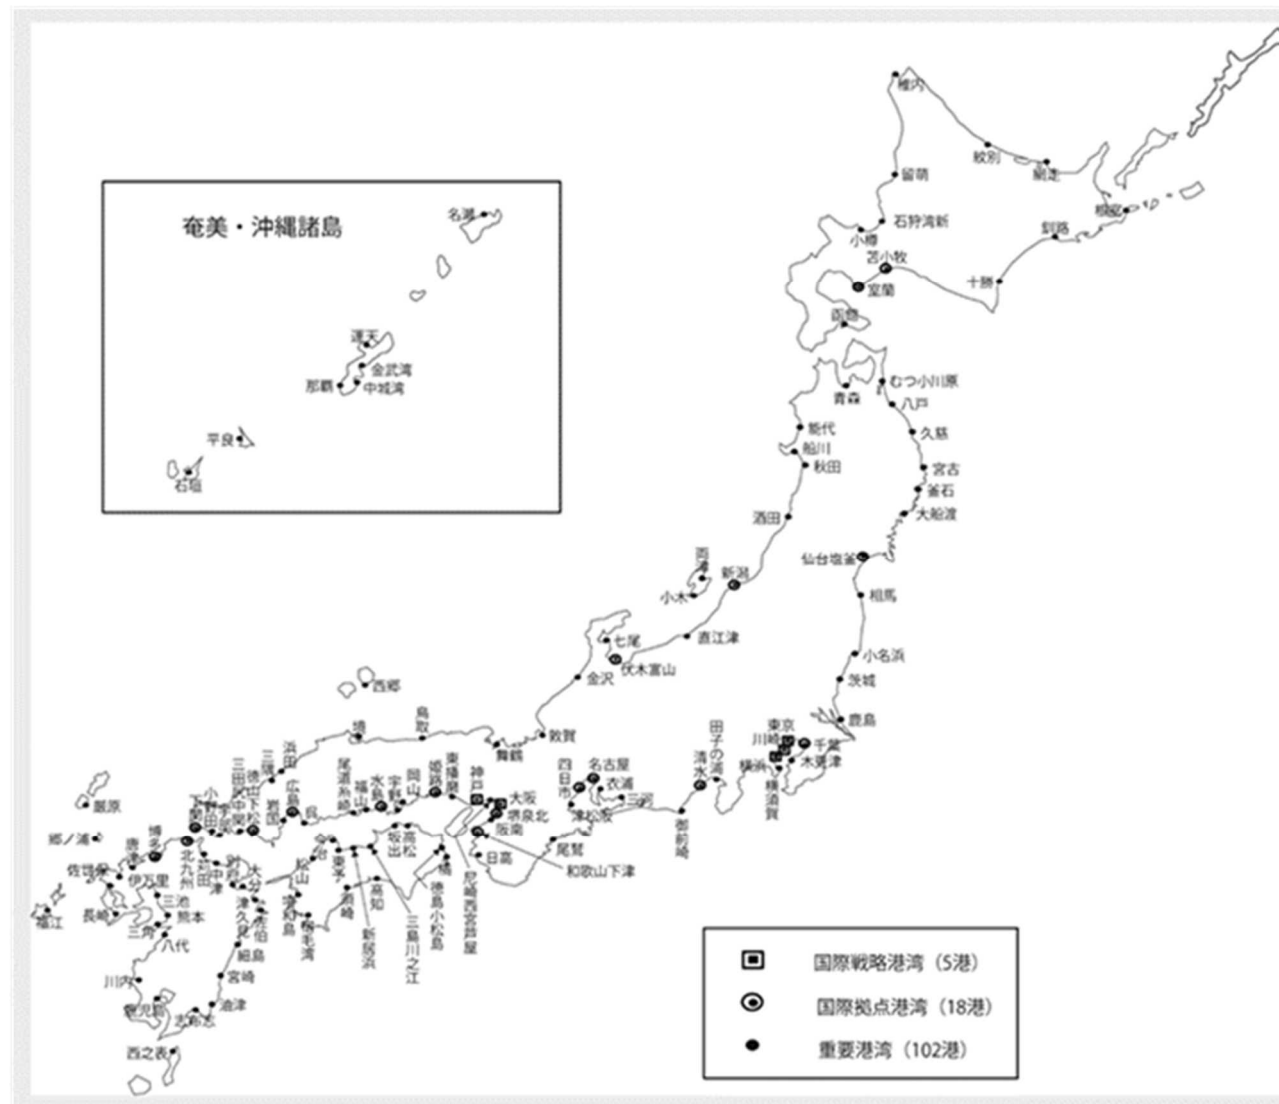 奄美・沖縄諸島
名瀬
運天
金武湾
那覇
中城湾
平良
石垣
稚内
紋別
網走
留萌
根室
石狩湾新
小樽
釧路
苫小牧
十勝
室蘭
函館
むつ小川原
青森
八戸
能代
久慈
船川
秋田
宮古
釜石
大船渡
酒田
仙台塩釜
両津
新潟
小木
相馬
七尾
直江津
伏木富山
小名浜
金沢
茨城
西郷
鹿島
境
鳥取
敦賀
舞鶴
東京
川崎
千葉
横浜
木更津
横須賀
田子の浦
清水
御前崎
名古屋
四日市
衣浦
三河
津松阪
尾鷲
浜田
三隅
神戸
大阪
堺泉北
阪南
日高
和歌山下津
尼崎西宮芦屋
東播磨
姫路
岡山
宇野
水島
福山
尾道糸崎
呉
広島
岩国
徳山下松
三田尻中関
宇部
小野田
下関
高松
坂出
今治
東予
松山
宇和島
宿毛湾
須崎
高知
新居浜
三島川之江
徳島小松島
橘
厳原
郷ノ浦
博多
唐津
北九州
苅田
中津
別府
大分
津久見
佐伯
佐世保
伊万里
福江
長崎
三池
熊本
三角
八代
細島
宮崎
川内
鹿児島
油津
志布志
西之表
国際戦略港湾（5港）
国際拠点港湾（18港）
重要港湾（102港）